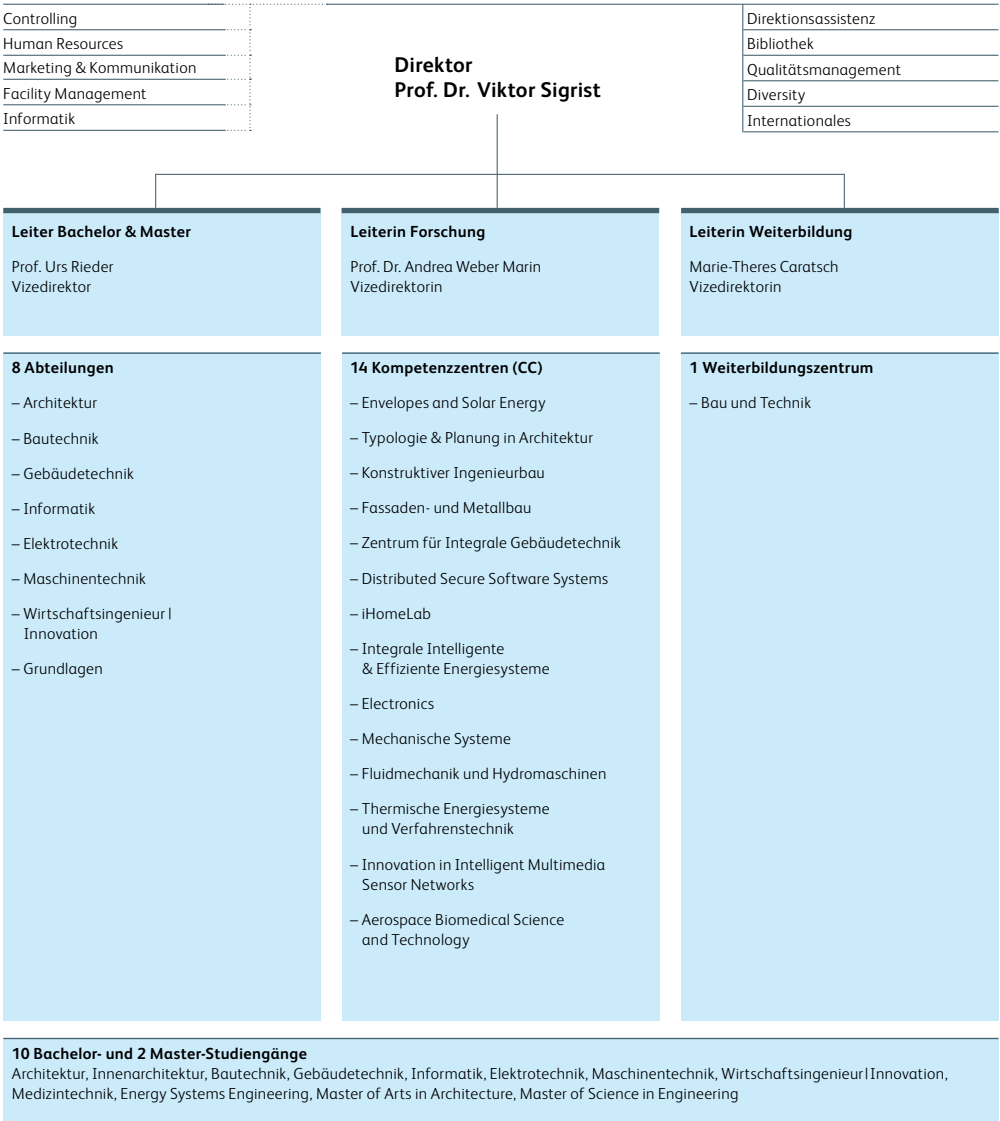 Controlling
Human Resources
Marketing & Kommunikation
Facility Management
Informatik
Direktor
Prof. Dr. Viktor Sigrist
Direktionsassistenz
Bibliothek
Qualitätsmanagement
Diversity
Internationales
Leiter Bachelor & Master
Prof. Urs Rieder
Vizedirektor
Leiterin Forschung
Prof. Dr. Andrea Weber Marin
Vizedirektorin
Leiterin Weiterbildung
Marie-Theres Caratsch
Vizedirektorin
8 Abteilungen
– Architektur
– Bautechnik
– Gebäudetechnik
– Informatik
– Elektrotechnik
– Maschinentechnik
– Wirtschaftsingenieur |
Innovation
– Grundlagen
14 Kompetenzzentren (CC)
– Envelopes and Solar Energy
– Typologie & Planung in Architektur
– Konstruktiver Ingenieurbau
– Fassaden- und Metallbau
– Zentrum für Integrale Gebäudetechnik
– Distributed Secure Software Systems
– iHomeLab
– Integrale Intelligente
& Effiziente Energiesysteme
– Electronics
– Mechanische Systeme
– Fluidmechanik und Hydromaschinen
– Thermische Energiesysteme
und Verfahrenstechnik
– Innovation in Intelligent Multimedia
Sensor Networks
– Aerospace Biomedical Science
and Technology
1 Weiterbildungszentrum
– Bau und Technik
10 Bachelor- und 2 Master-Studiengänge
Architektur, Innenarchitektur, Bautechnik, Gebäudetechnik, Informatik, Elektrotechnik, Maschinentechnik, Wirtschaftsingenieur | Innovation,
Medizintechnik, Energy Systems Engineering, Master of Arts in Architecture, Master of Science in Engineering